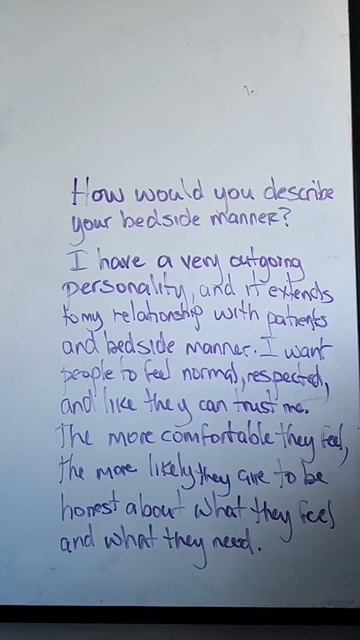 How would you describe
your bedside manner?
I have a very outgoing
personality, and it extends
to my relationship with patients
and bedside manner. I want
people to feel normal, respected,
and like they can trust me.
The more comfortable they feel,
the more likely they are to be
honest about what they feel
and what they need.